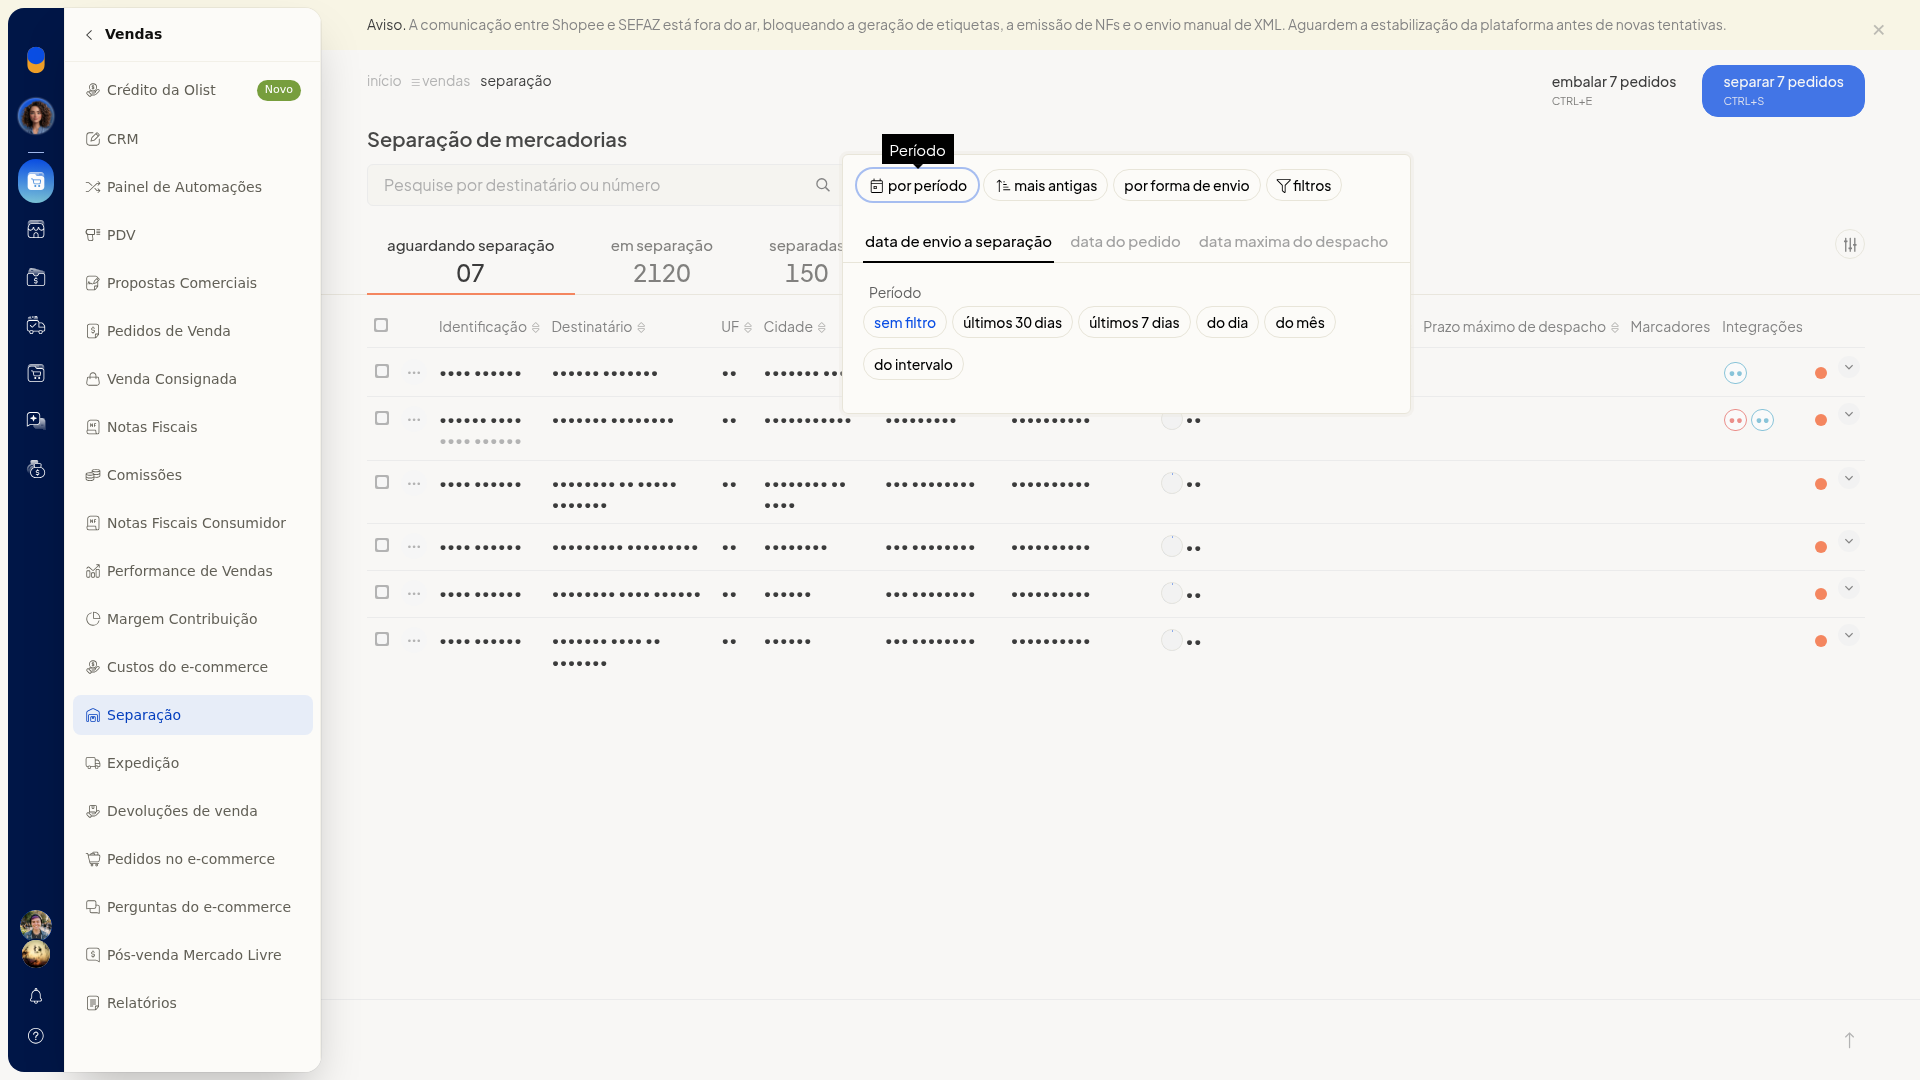 Aviso. A comunicação entre Shopee e SEFAZ está fora do ar, bloqueando a geração de etiquetas, a emissão de NFs e o envio manual de XML. Aguardem a estabilização da plataforma antes de novas tentativas.
Vendas
Crédito da Olist Novo
CRM
Painel de Automações
PDV
Propostas Comerciais
Pedidos de Venda
Venda Consignada
Notas Fiscais
Comissões
Notas Fiscais Consumidor
Performance de Vendas
Margem Contribuição
Custos do e-commerce
Separação
Expedição
Devoluções de venda
Pedidos no e-commerce
Perguntas do e-commerce
Pós-venda Mercado Livre
Relatórios
início vendas separação
embalar 7 pedidos
CTRL+E
separar 7 pedidos
CTRL+S
Separação de mercadorias
Pesquise por destinatário ou número
Período
por período mais antigas por forma de envio filtros
data de envio a separação data do pedido data maxima do despacho
Período
sem filtro últimos 30 dias últimos 7 dias do dia do mês
do intervalo
aguardando separação
07
em separação
2120
separadas
150
Identificação Destinatário UF Cidade Prazo máximo de despacho Marcadores Integrações